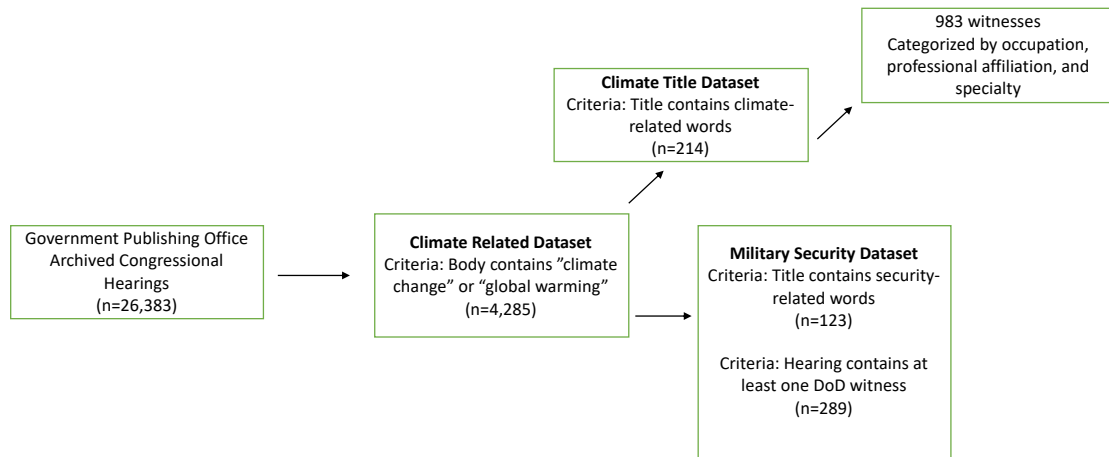 983 witnesses
Categorized by occupation,
professional affiliation, and
specialty
Climate Title Dataset
Criteria: Title contains climate-
related words
(n=214)
Government Publishing Office
Archived Congressional
Hearings
(n=26,383)
Climate Related Dataset
Criteria: Body contains ”climate
change” or “global warming”
(n=4,285)
Military Security Dataset
Criteria: Title contains security-
related words
(n=123)
Criteria: Hearing contains at
least one DoD witness
(n=289)